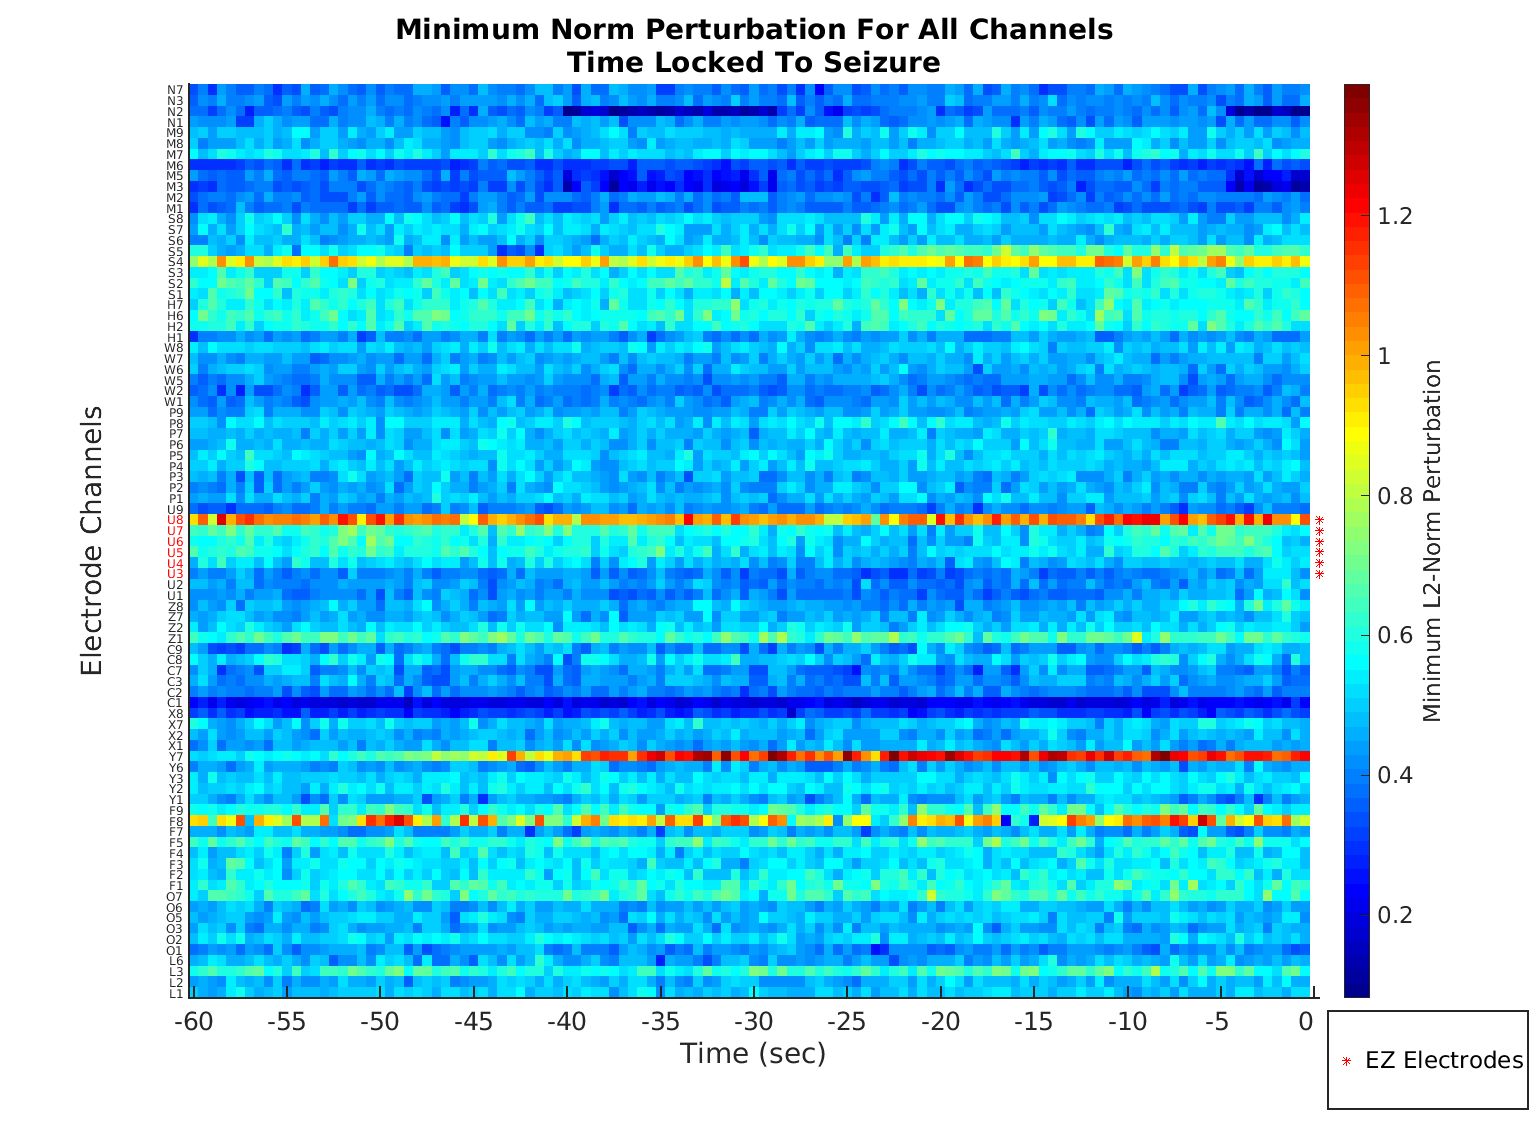 Minimum Norm Perturbation For All Channels
Time Locked To Seizure
Electrode Channels
N7
N3
N2
N1
M9
M8
M7
M6
M5
M3
M2
M1
S8
S7
S6
S5
S4
S3
S2
S1
H7
H6
H2
H1
W8
W7
W6
W5
W2
W1
P9
P8
P7
P6
P5
P4
P3
P2
P1
U9
U8
U7
U6
U5
U4
U3
U2
U1
Z8
Z7
Z2
Z1
C9
C8
C7
C3
C2
C1
X8
X7
X2
X1
Y7
Y6
Y3
Y2
Y1
F9
F8
F7
F5
F4
F3
F2
F1
O7
O6
O5
O3
O2
O1
L6
L3
L2
L1
-60 -55 -50 -45 -40 -35 -30 -25 -20 -15 -10 -5 0
Time (sec)
1.2
1
0.8
0.6
0.4
0.2
Minimum L2-Norm Perturbation
EZ Electrodes